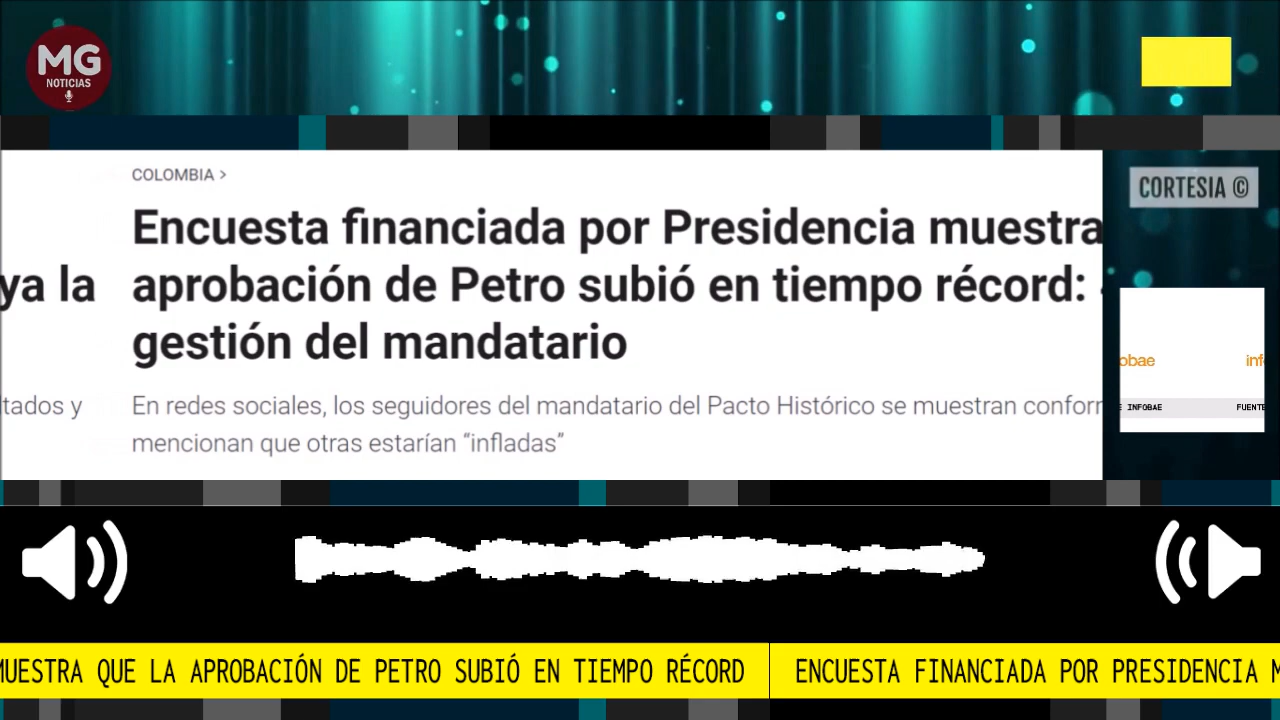 MG
NOTICIAS
CORTESIA ©
COLOMBIA >
Encuesta financiada por Presidencia muestra
ya la aprobación de Petro subió en tiempo récord:
gestión del mandatario
ltados y En redes sociales, los seguidores del mandatario del Pacto Histórico se muestran conform
mencionan que otras estarían “infladas”
obae inf
E INFOBAE FUENTE
MUESTRA QUE LA APROBACIÓN DE PETRO SUBIÓ EN TIEMPO RÉCORD ENCUESTA FINANCIADA POR PRESIDENCIA M